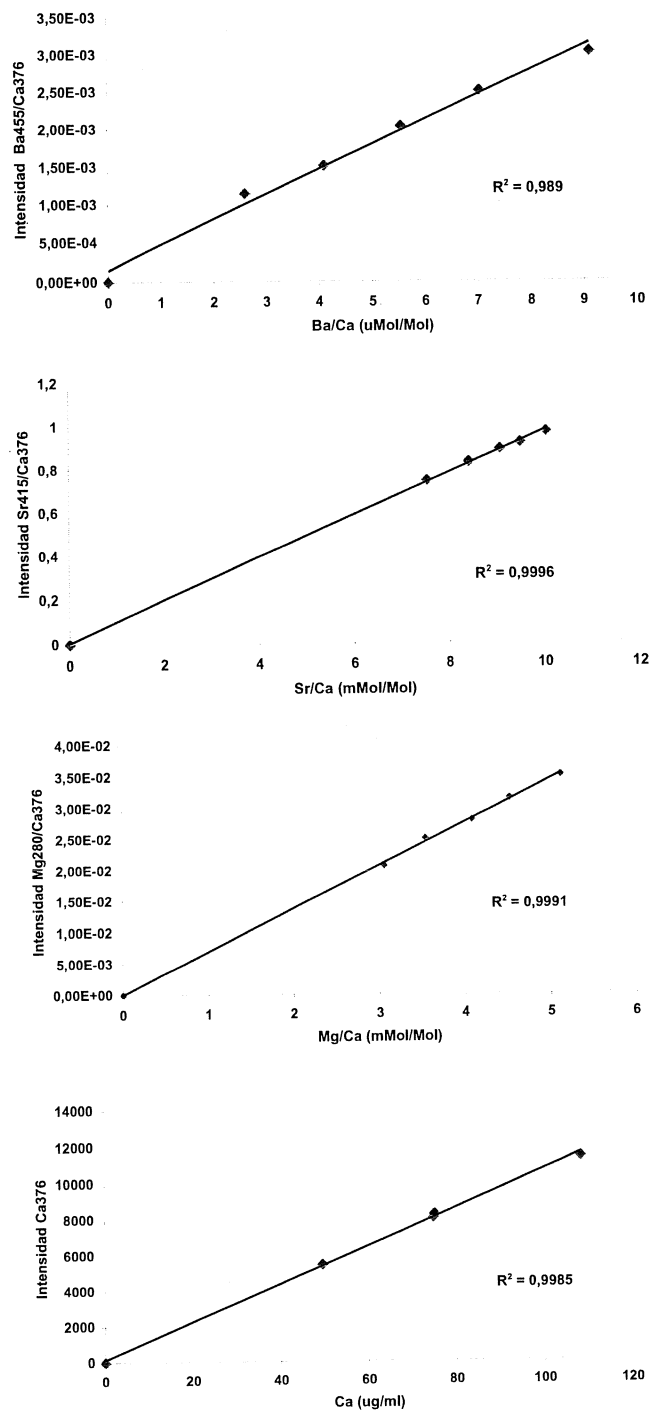 3,50E-03
3,00E-03
2,50E-03
2,00E-03
1,50E-03
1,00E-03
5,00E-04
0,00E+00
Intensidad Ba455/Ca376
R² = 0,989
0 1 2 3 4 5 6 7 8 9 10
Ba/Ca (uMol/Mol)
1,2
1
0,8
0,6
0,4
0,2
0
Intensidad Sr415/Ca376
R² = 0,9996
0 2 4 6 8 10 12
Sr/Ca (mMol/Mol)
4,00E-02
3,50E-02
3,00E-02
2,50E-02
2,00E-02
1,50E-02
1,00E-02
5,00E-03
0,00E+00
Intensidad Mg280/Ca376
R² = 0,9991
0 1 2 3 4 5 6
Mg/Ca (mMol/Mol)
14000
12000
10000
8000
6000
4000
2000
0
Intensidad Ca376
R² = 0,9985
0 20 40 60 80 100 120
Ca (ug/ml)